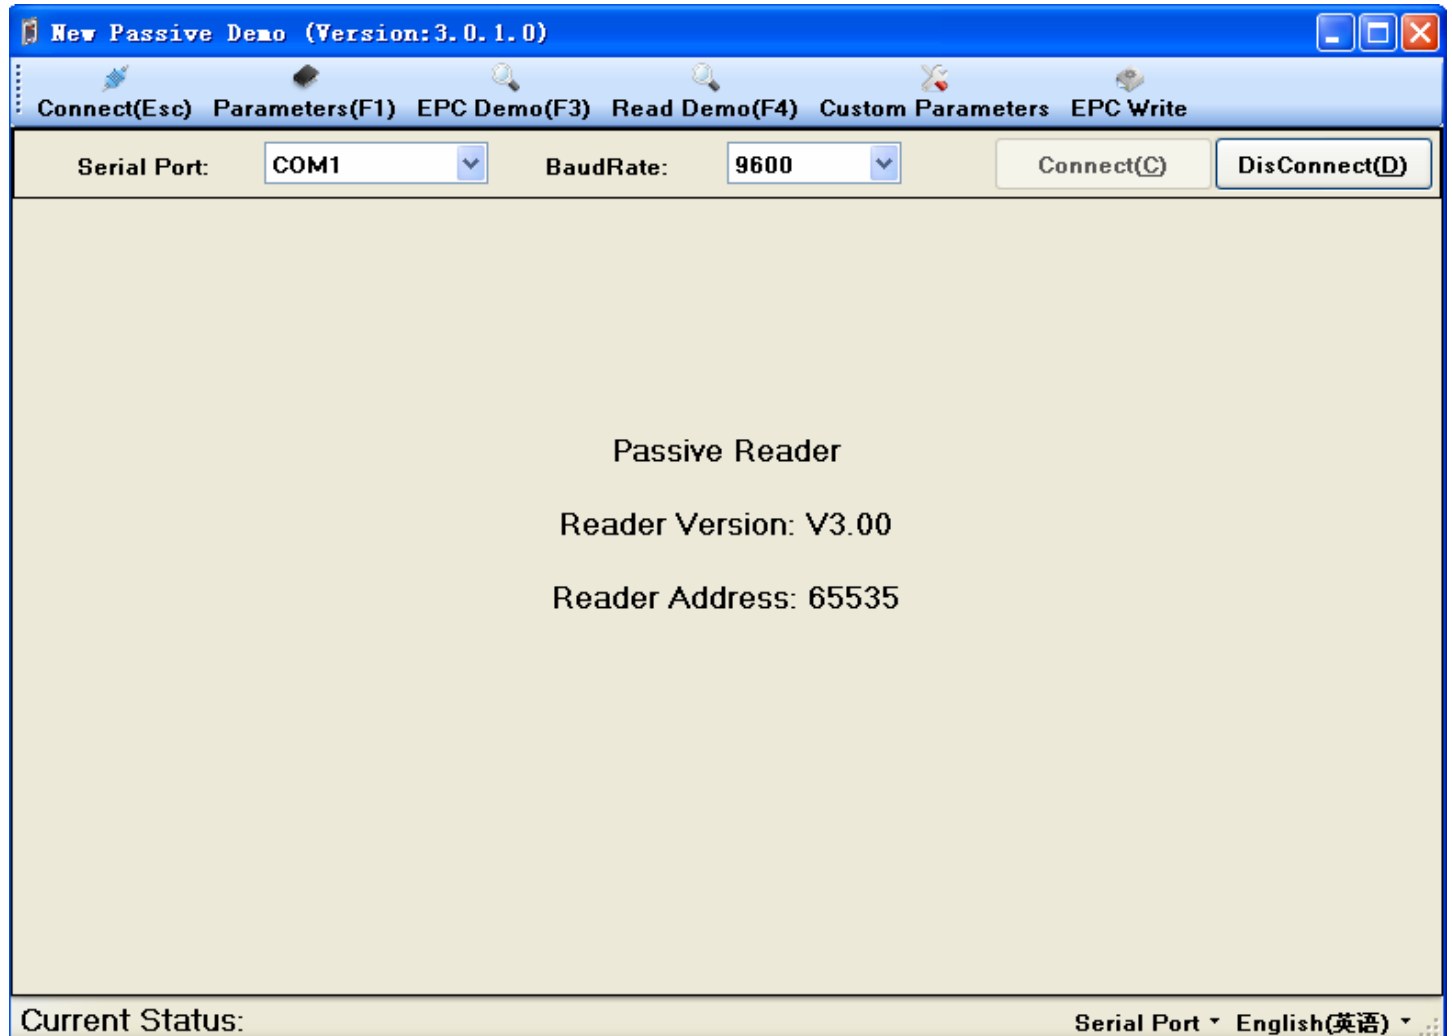 New Passive Demo (Version:3.0.1.0)
Connect(Esc) Parameters(F1) EPC Demo(F3) Read Demo(F4) Custom Parameters EPC Write
Serial Port: COM1 BaudRate: 9600 Connect(C) DisConnect(D)
Passive Reader
Reader Version: V3.00
Reader Address: 65535
Current Status: Serial Port English(英语)